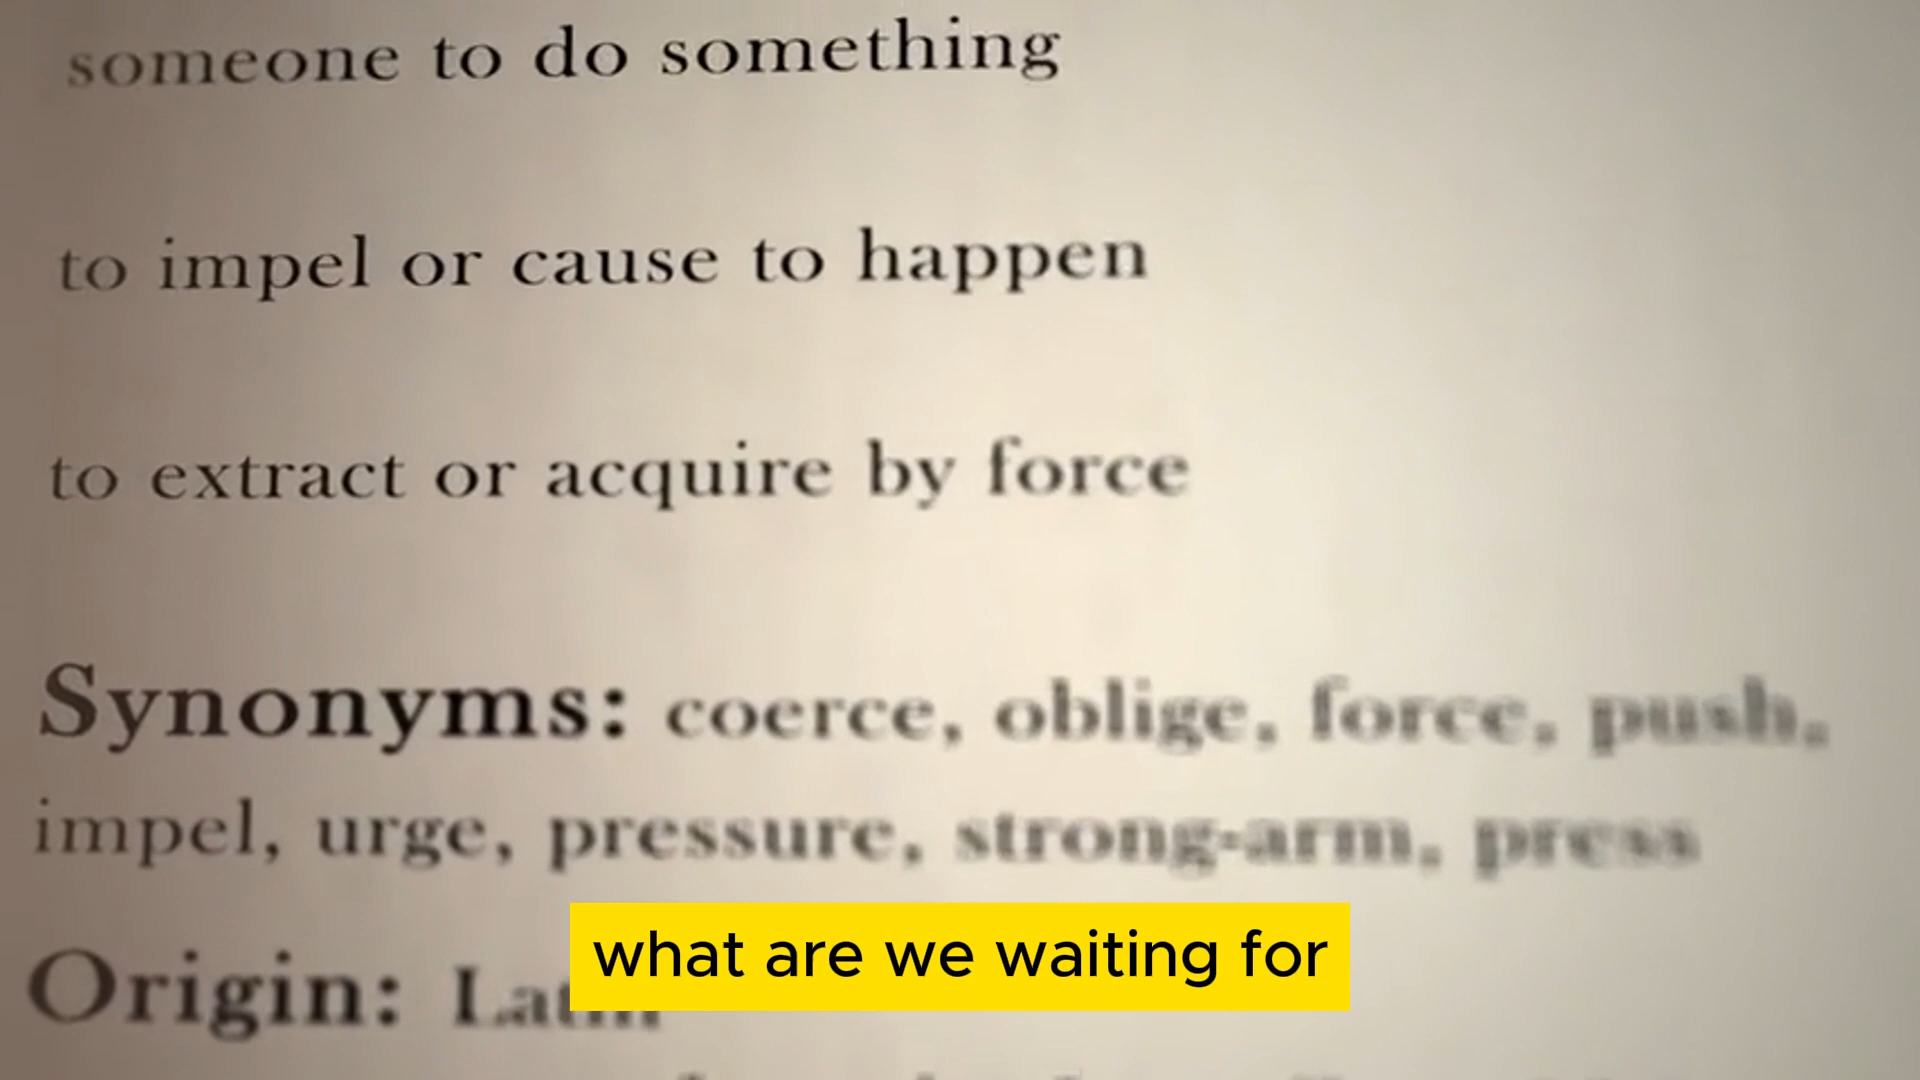 someone to do something
to impel or cause to happen
to extract or acquire by force
Synonyms: coerce, oblige, force, push,
impel, urge, pressure, strong-arm, press
Origin: Latin
what are we waiting for